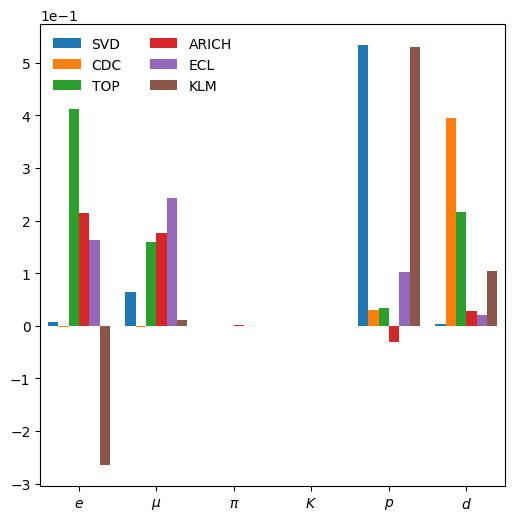 1e−1
SVD ARICH
CDC ECL
TOP KLM
5
4
3
2
1
0
−1
−2
−3
e μ π K p d